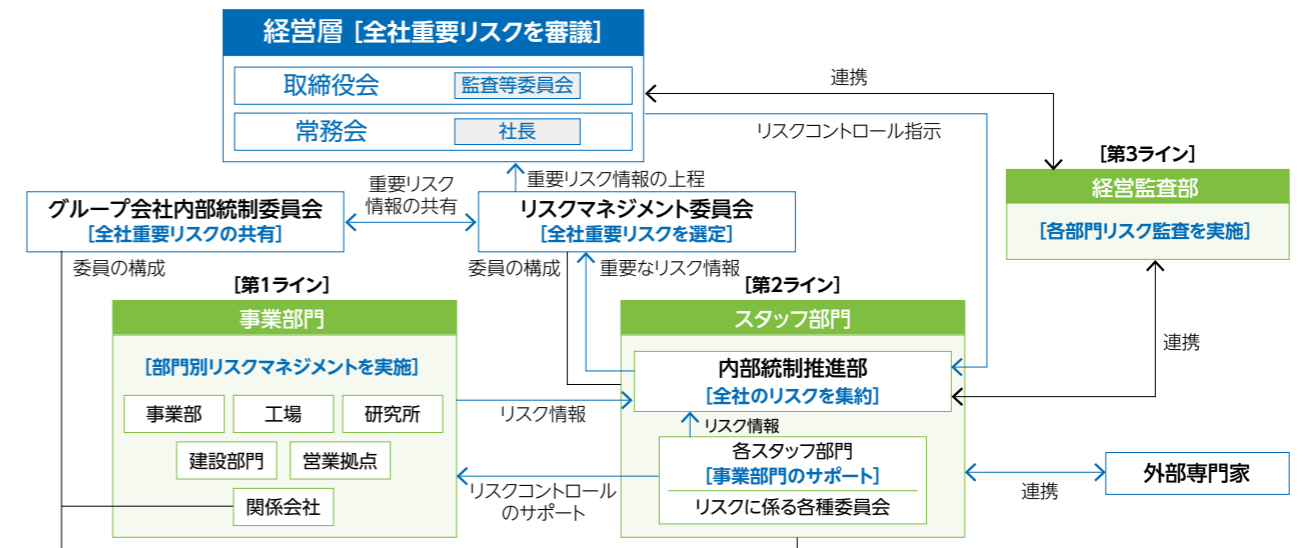 経営層 [全社重要リスクを審議]
取締役会
監査等委員会
常務会
社長
連携
リスクコントロール指示
[第3ライン]
経営監査部
[各部門リスク監査を実施]
重要リスク
情報の共有
重要リスク情報の上程
グループ会社内部統制委員会
[全社重要リスクの共有]
リスクマネジメント委員会
[全社重要リスクを選定]
委員の構成
委員の構成
重要なリスク情報
[第1ライン]
事業部門
[部門別リスクマネジメントを実施]
事業部
工場
研究所
建設部門
営業拠点
関係会社
[第2ライン]
スタッフ部門
内部統制推進部
[全社のリスクを集約]
連携
リスク情報
リスク情報
各スタッフ部門
[事業部門のサポート]
リスクに係る各種委員会
リスクコントロール
のサポート
連携
外部専門家